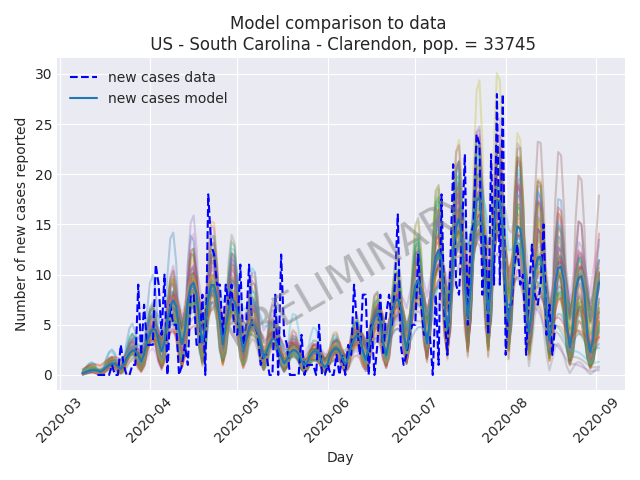 Model comparison to data
US - South Carolina - Clarendon, pop. = 33745
new cases data
new cases model
PRELIMINARY
Number of new cases reported
30
25
20
15
10
5
0
2020-03
2020-04
2020-05
2020-06
2020-07
2020-08
2020-09
Day